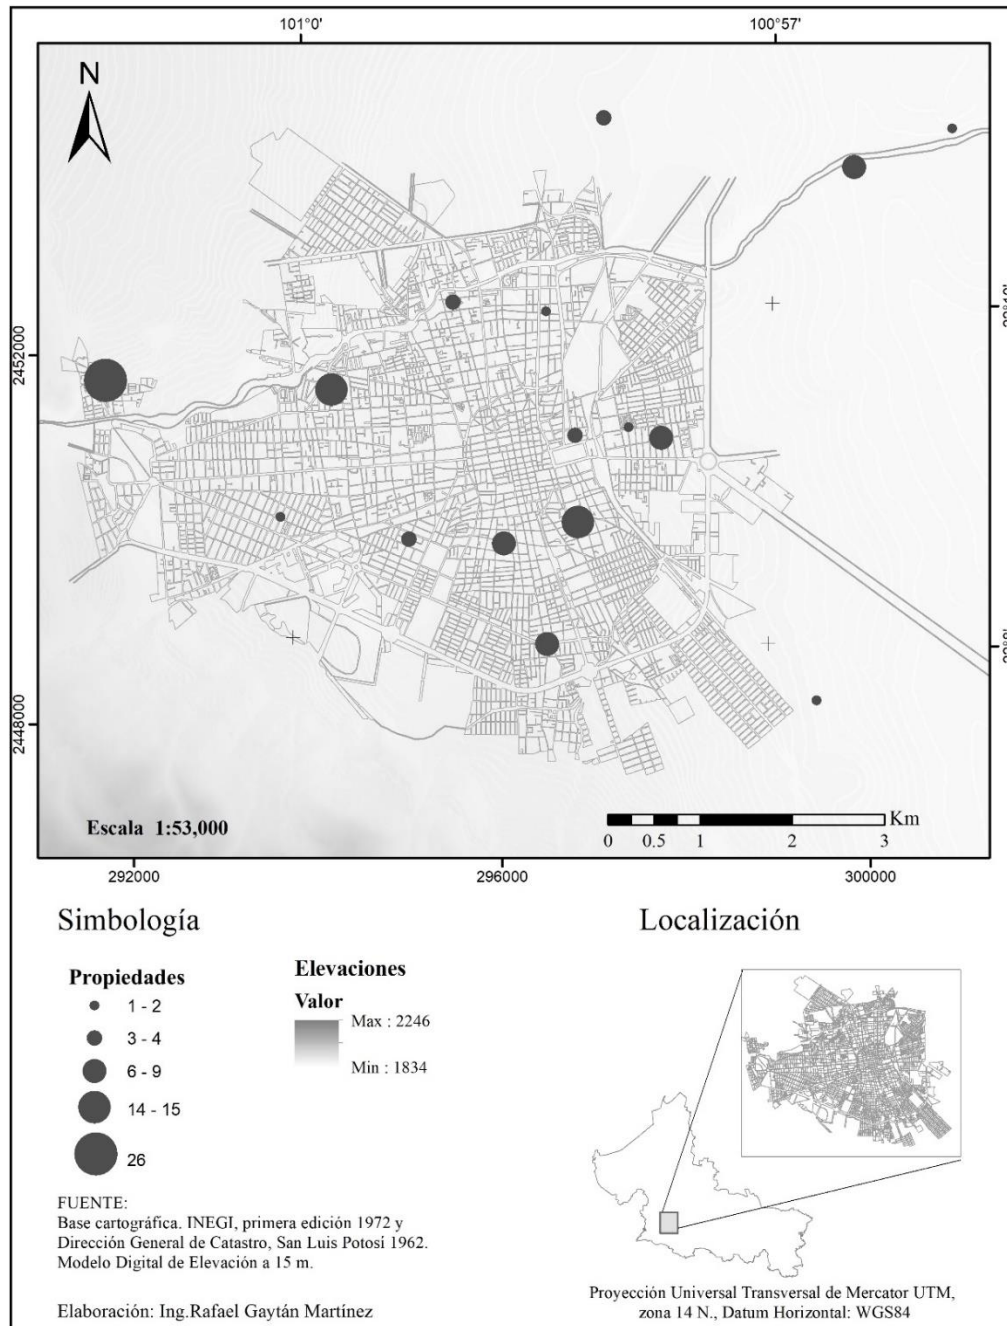 101°0'
100°57'
N
2452000
2448000
Escala 1:53,000
Km
0 0.5 1 2 3
292000
296000
300000
Simbología
Localización
Propiedades
1 - 2
3 - 4
6 - 9
14 - 15
26
Elevaciones
Valor
Max : 2246
Min : 1834
FUENTE:
Base cartográfica. INEGI, primera edición 1972 y
Dirección General de Catastro, San Luis Potosí 1962.
Modelo Digital de Elevación a 15 m.
Elaboración: Ing.Rafael Gaytán Martínez
Proyección Universal Transversal de Mercator UTM,
zona 14 N., Datum Horizontal: WGS84